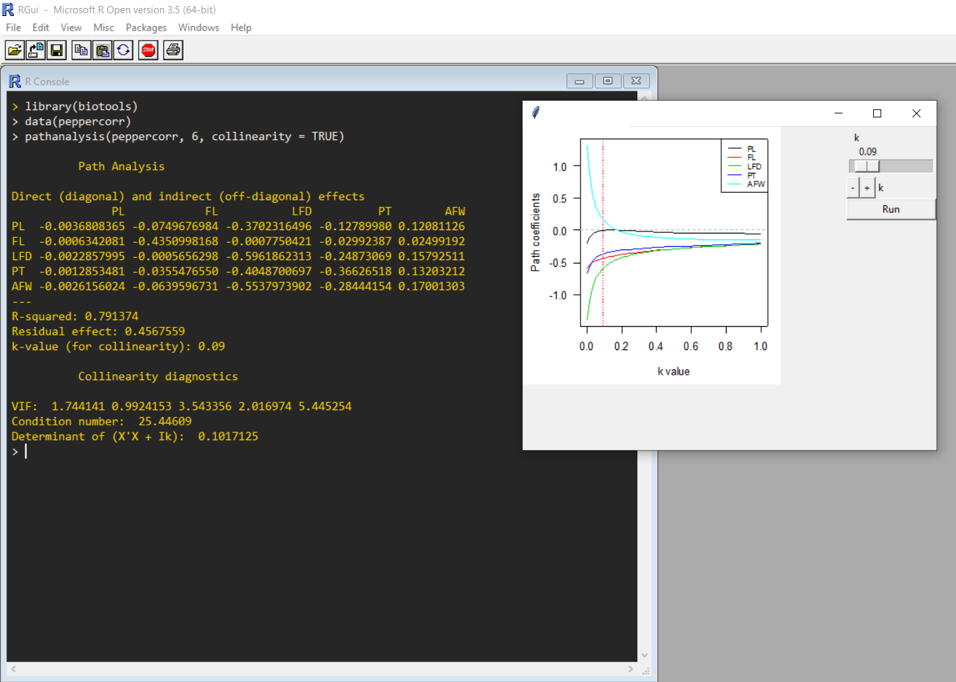 RGui - Microsoft R Open version 3.5 (64-bit)
File Edit View Misc Packages Windows Help
STOP
R Console
> library(biotools)
> data(peppercorr)
> pathanalysis(peppercorr, 6, collinearity = TRUE)
Path Analysis
Direct (diagonal) and indirect (off-diagonal) effects
PL FL LFD PT AFW
PL -0.0036808365 -0.0749676984 -0.3702316496 -0.12789980 0.12081126
FL -0.0006342081 -0.4350998168 -0.0007750421 -0.02992387 0.02499192
LFD -0.0022857995 -0.0005656298 -0.5961862313 -0.24873069 0.15792511
PT -0.0012853481 -0.0355476550 -0.4048700697 -0.36626518 0.13203212
AFW -0.0026156024 -0.0639596731 -0.5537973902 -0.28444154 0.17001303
---
R-squared: 0.791374
Residual effect: 0.4567559
k-value (for collinearity): 0.09
Collinearity diagnostics
VIF: 1.744141 0.9924153 3.543356 2.016974 5.445254
Condition number: 25.44609
Determinant of (X'X + Ik): 0.1017125
>
PL
FL
LFD
PT
AFW
1.0
0.5
0.0
-0.5
-1.0
Path coefficients
0.0 0.2 0.4 0.6 0.8 1.0
k value
k
0.09
- + k
Run